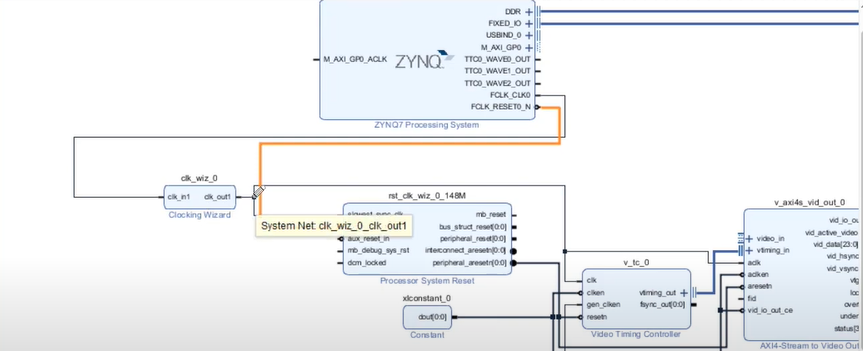 DDR
FIXED_IO
USBIND_0
M_AXI_GP0
M_AXI_GP0_ACLK
ZYNQ
TTC0_WAVE0_OUT
TTC0_WAVE1_OUT
TTC0_WAVE2_OUT
FCLK_CLK0
FCLK_RESET0_N
ZYNQ7 Processing System
clk_wiz_0
clk_in1 clk_out1
Clocking Wizard
System Net: clk_wiz_0_clk_out1
rst_clk_wiz_0_148M
slowest_sync_clk
mb_reset
bus_struct_reset[0:0]
aux_reset_in
peripheral_reset[0:0]
mb_debug_sys_rst
interconnect_aresetn[0:0]
dcm_locked
peripheral_aresetn[0:0]
Processor System Reset
xlconstant_0
dout[0:0]
Constant
v_tc_0
clk
clken
gen_clken
resetn
vtiming_out
fsync_out[0:0]
Video Timing Controller
v_axi4s_vid_out_0
video_in
vtiming_in
aclk
aclken
aresetn
fid
vid_io_out_ce
vid_io_ou
vid_active_video
vid_data[23:0]
vid_hsync
vid_vsync
vtg
loc
over
under
status[3
AXI4-Stream to Video Out